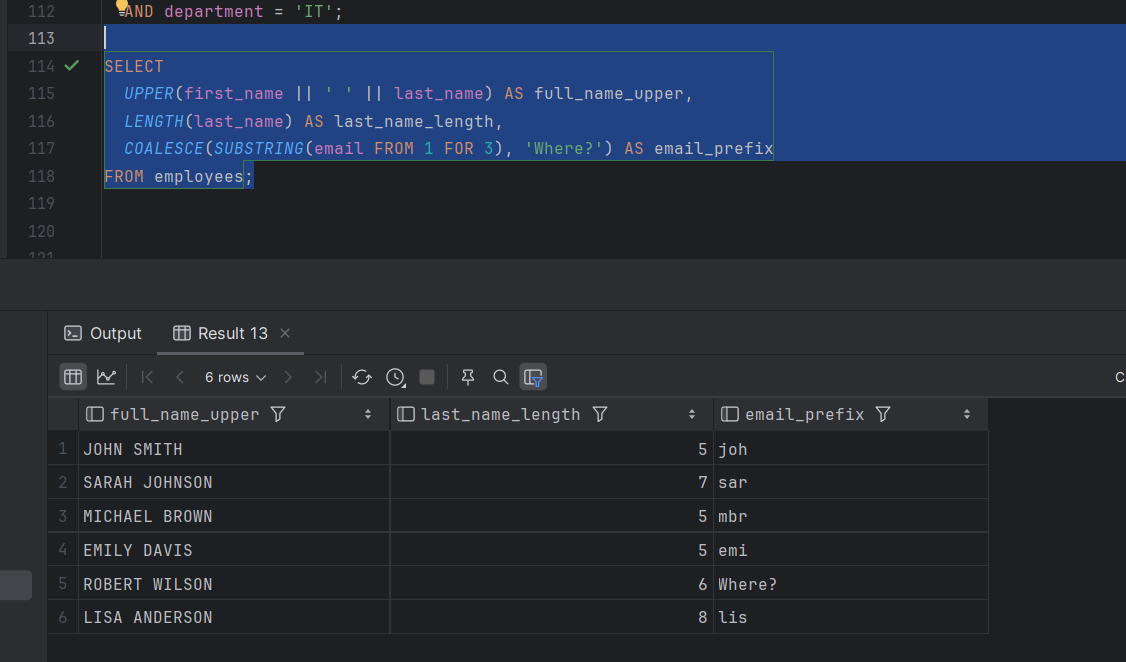 112 AND department = 'IT';
113
114 SELECT
115 UPPER(first_name || ' ' || last_name) AS full_name_upper,
116 LENGTH(last_name) AS last_name_length,
117 COALESCE(SUBSTRING(email FROM 1 FOR 3), 'Where?') AS email_prefix
118 FROM employees;
119
120
121
Output Result 13
6 rows
full_name_upper last_name_length email_prefix
1 JOHN SMITH 5 joh
2 SARAH JOHNSON 7 sar
3 MICHAEL BROWN 5 mbr
4 EMILY DAVIS 5 emi
5 ROBERT WILSON 6 Where?
6 LISA ANDERSON 8 lis